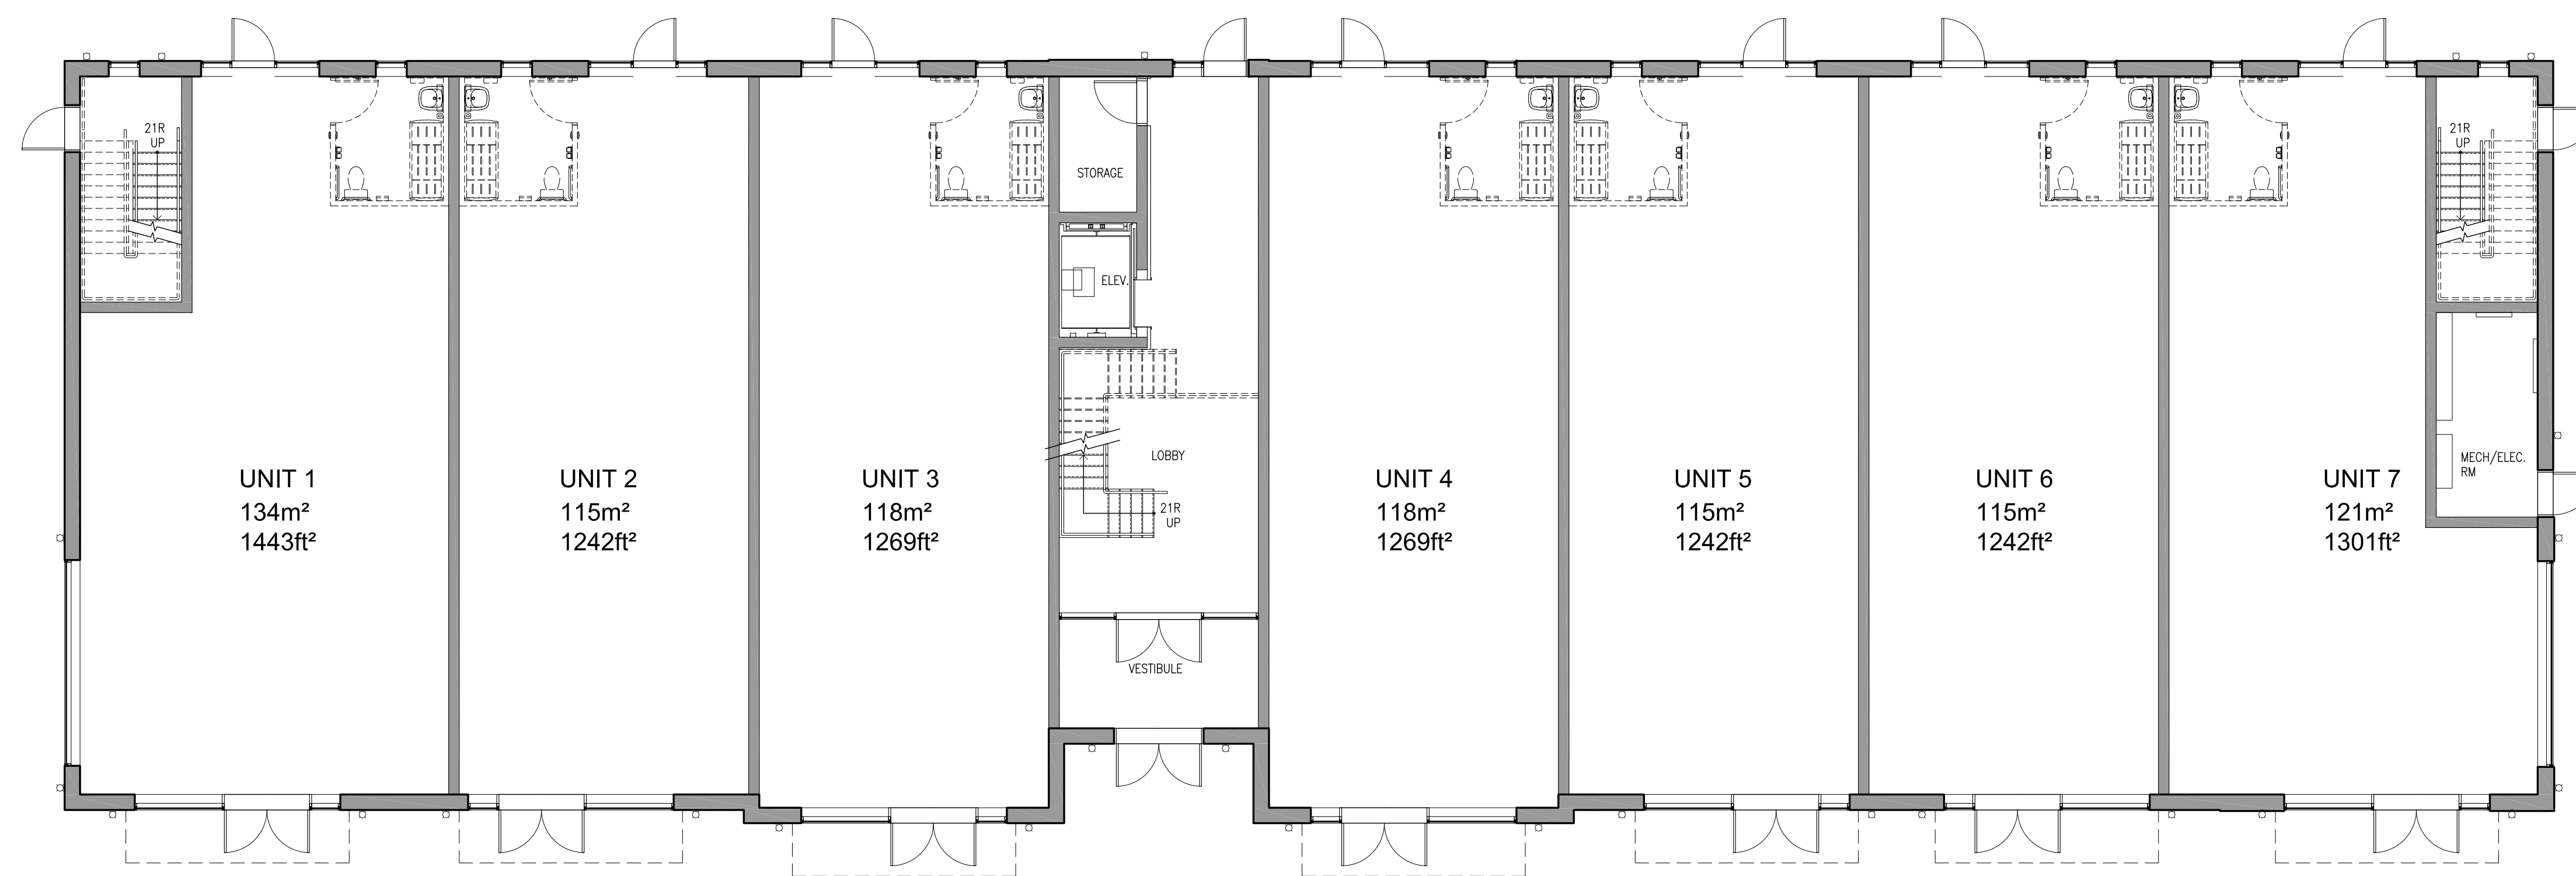 21R
UP
STORAGE
ELEV.
LOBBY
21R
UP
VESTIBULE
21R
UP
MECH/ELEC.
RM
UNIT 1
134m²
1443ft²
UNIT 2
115m²
1242ft²
UNIT 3
118m²
1269ft²
UNIT 4
118m²
1269ft²
UNIT 5
115m²
1242ft²
UNIT 6
115m²
1242ft²
UNIT 7
121m²
1301ft²